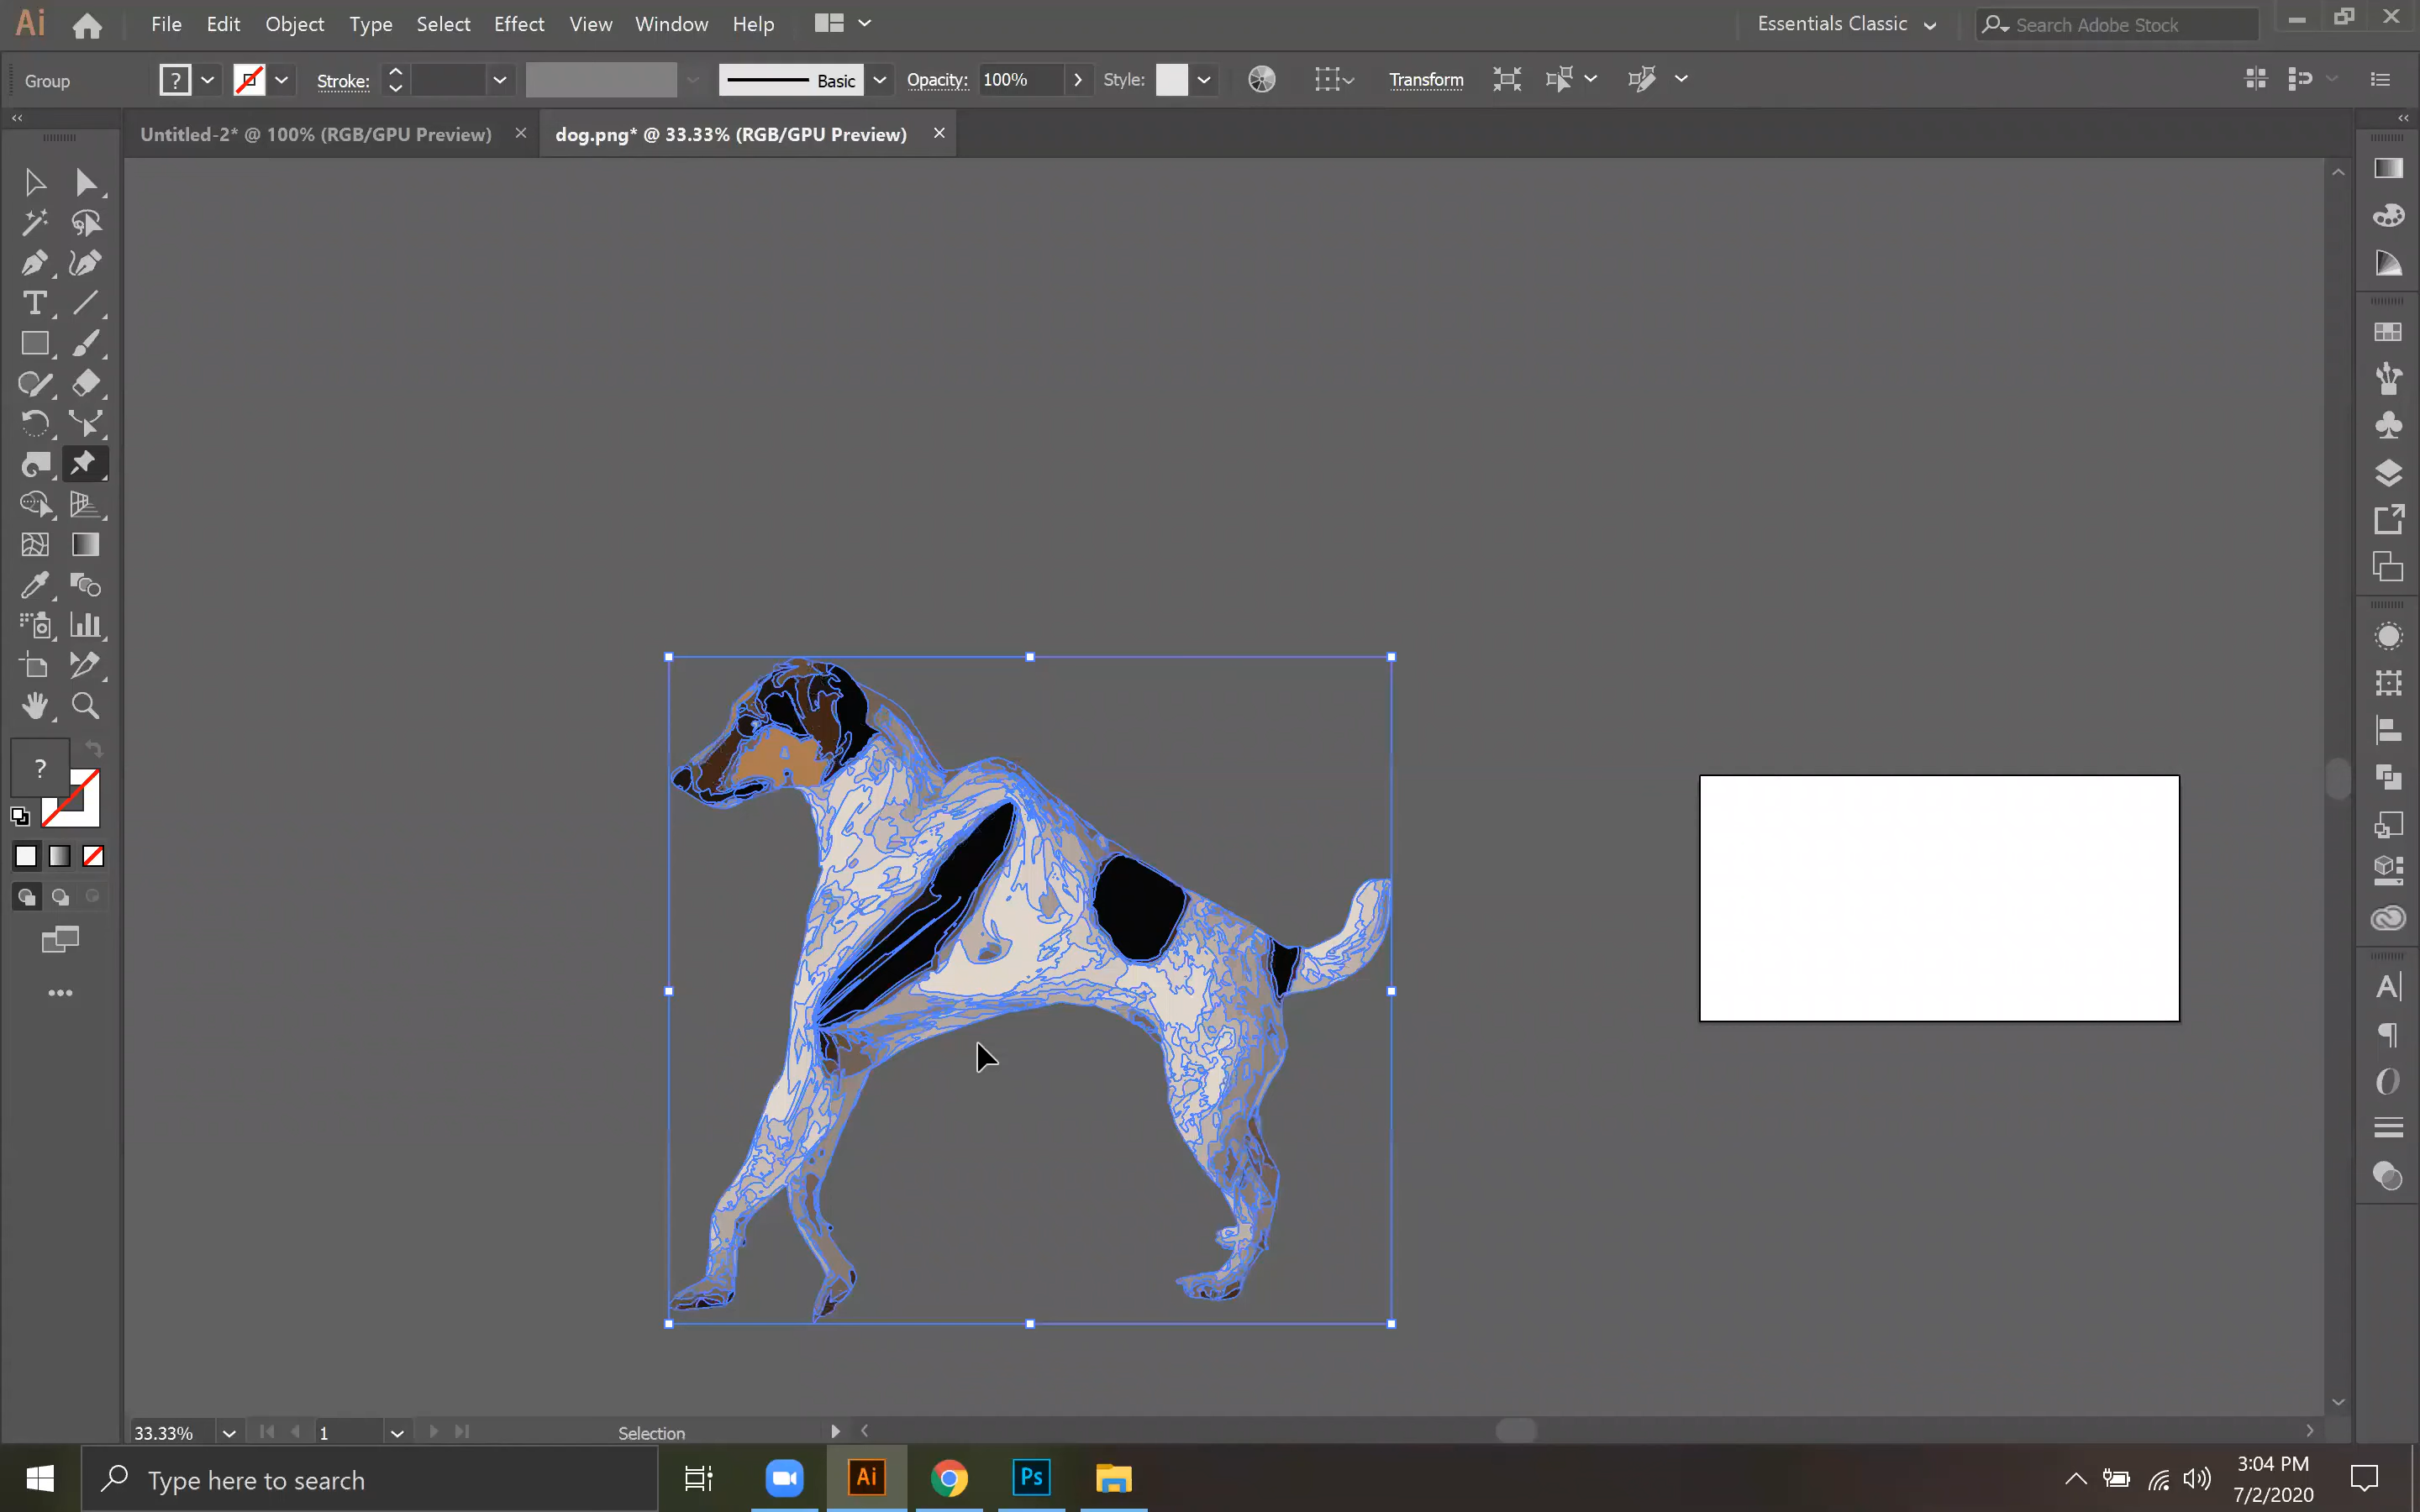 Ai File Edit Object Type Select Effect View Window Help Essentials Classic Search Adobe Stock
Group ? Stroke: Basic Opacity: 100% Style: Transform
Untitled-2* @ 100% (RGB/GPU Preview) dog.png* @ 33.33% (RGB/GPU Preview)
?
33.33% 1 Selection
Type here to search Ai Ps 3:04 PM
7/2/2020